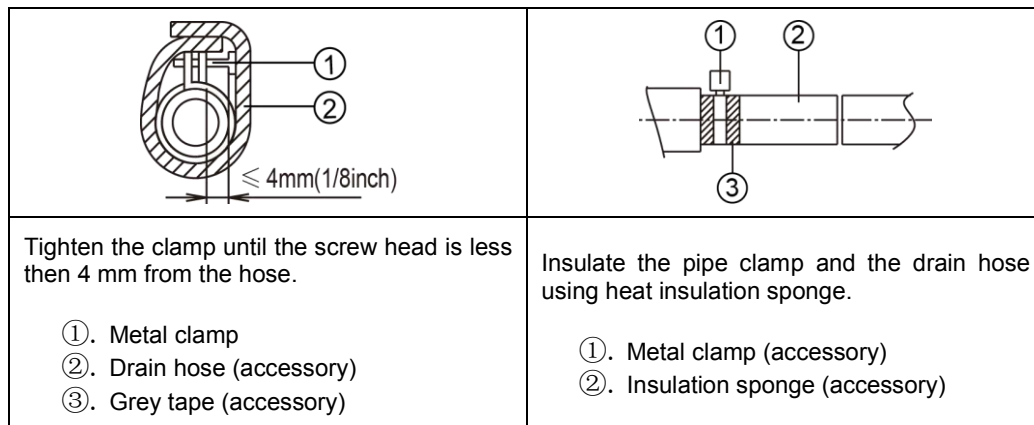 ①
②
≤ 4mm(1/8inch)
① ②
③
Tighten the clamp until the screw head is less
then 4 mm from the hose.
①. Metal clamp
②. Drain hose (accessory)
③. Grey tape (accessory)
Insulate the pipe clamp and the drain hose
using heat insulation sponge.
①. Metal clamp (accessory)
②. Insulation sponge (accessory)